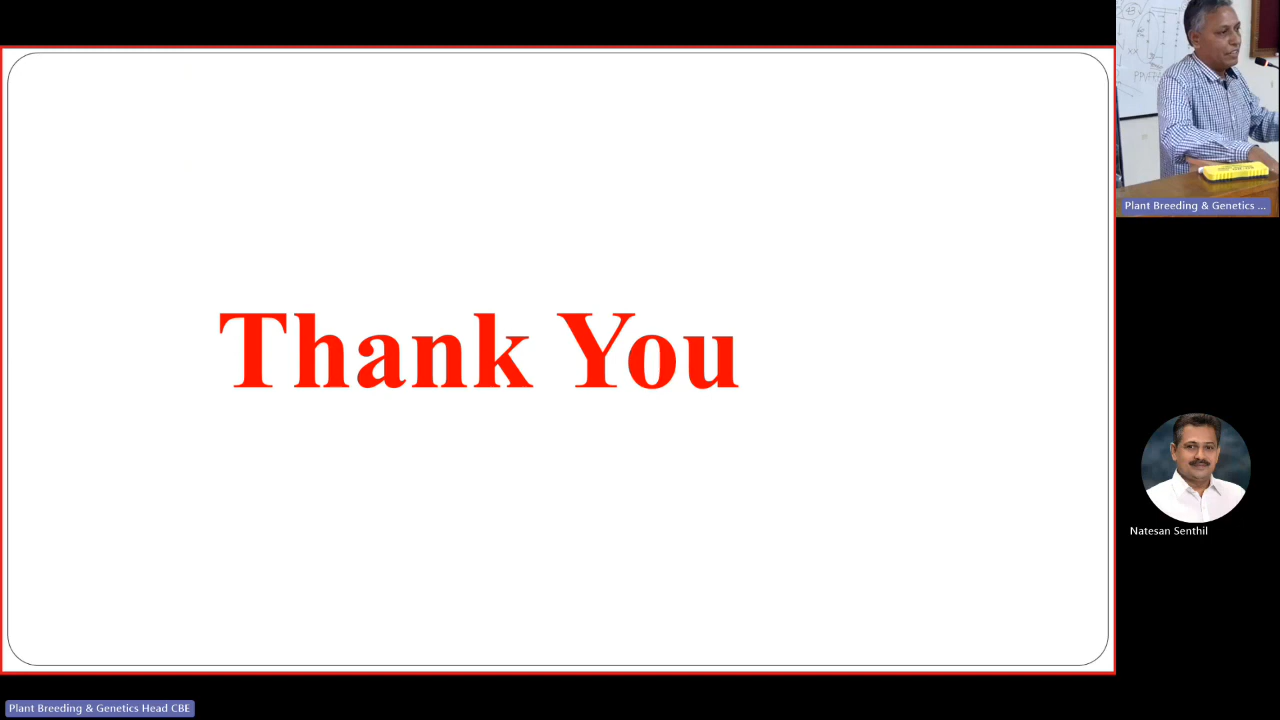 Thank You
Plant Breeding & Genetics ...
Natesan Senthil
Plant Breeding & Genetics Head CBE